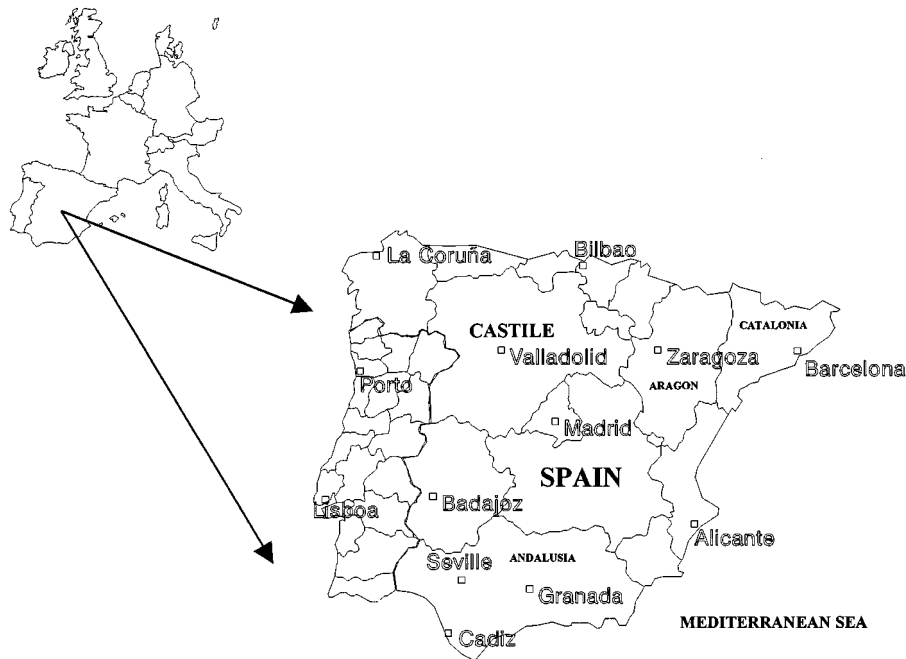 La Coruña
Bilbao
CASTILE
CATALONIA
Valladolid
Zaragoza
Barcelona
Porto
ARAGON
Madrid
SPAIN
Lisboa
Badajoz
Alicante
Seville
ANDALUSIA
Granada
MEDITERRANEAN SEA
Cadiz